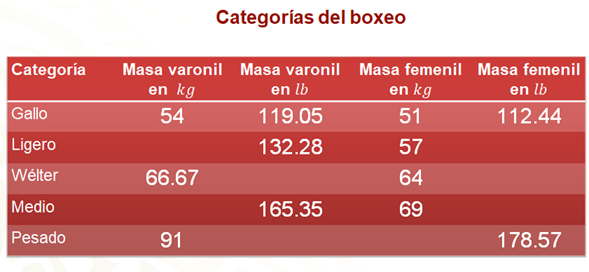 Categorías del boxeo
Categoría Masa varonil en kg Masa varonil en lb Masa femenil en kg Masa femenil en lb
Gallo 54 119.05 51 112.44
Ligero 132.28 57
Wélter 66.67 64
Medio 165.35 69
Pesado 91 178.57